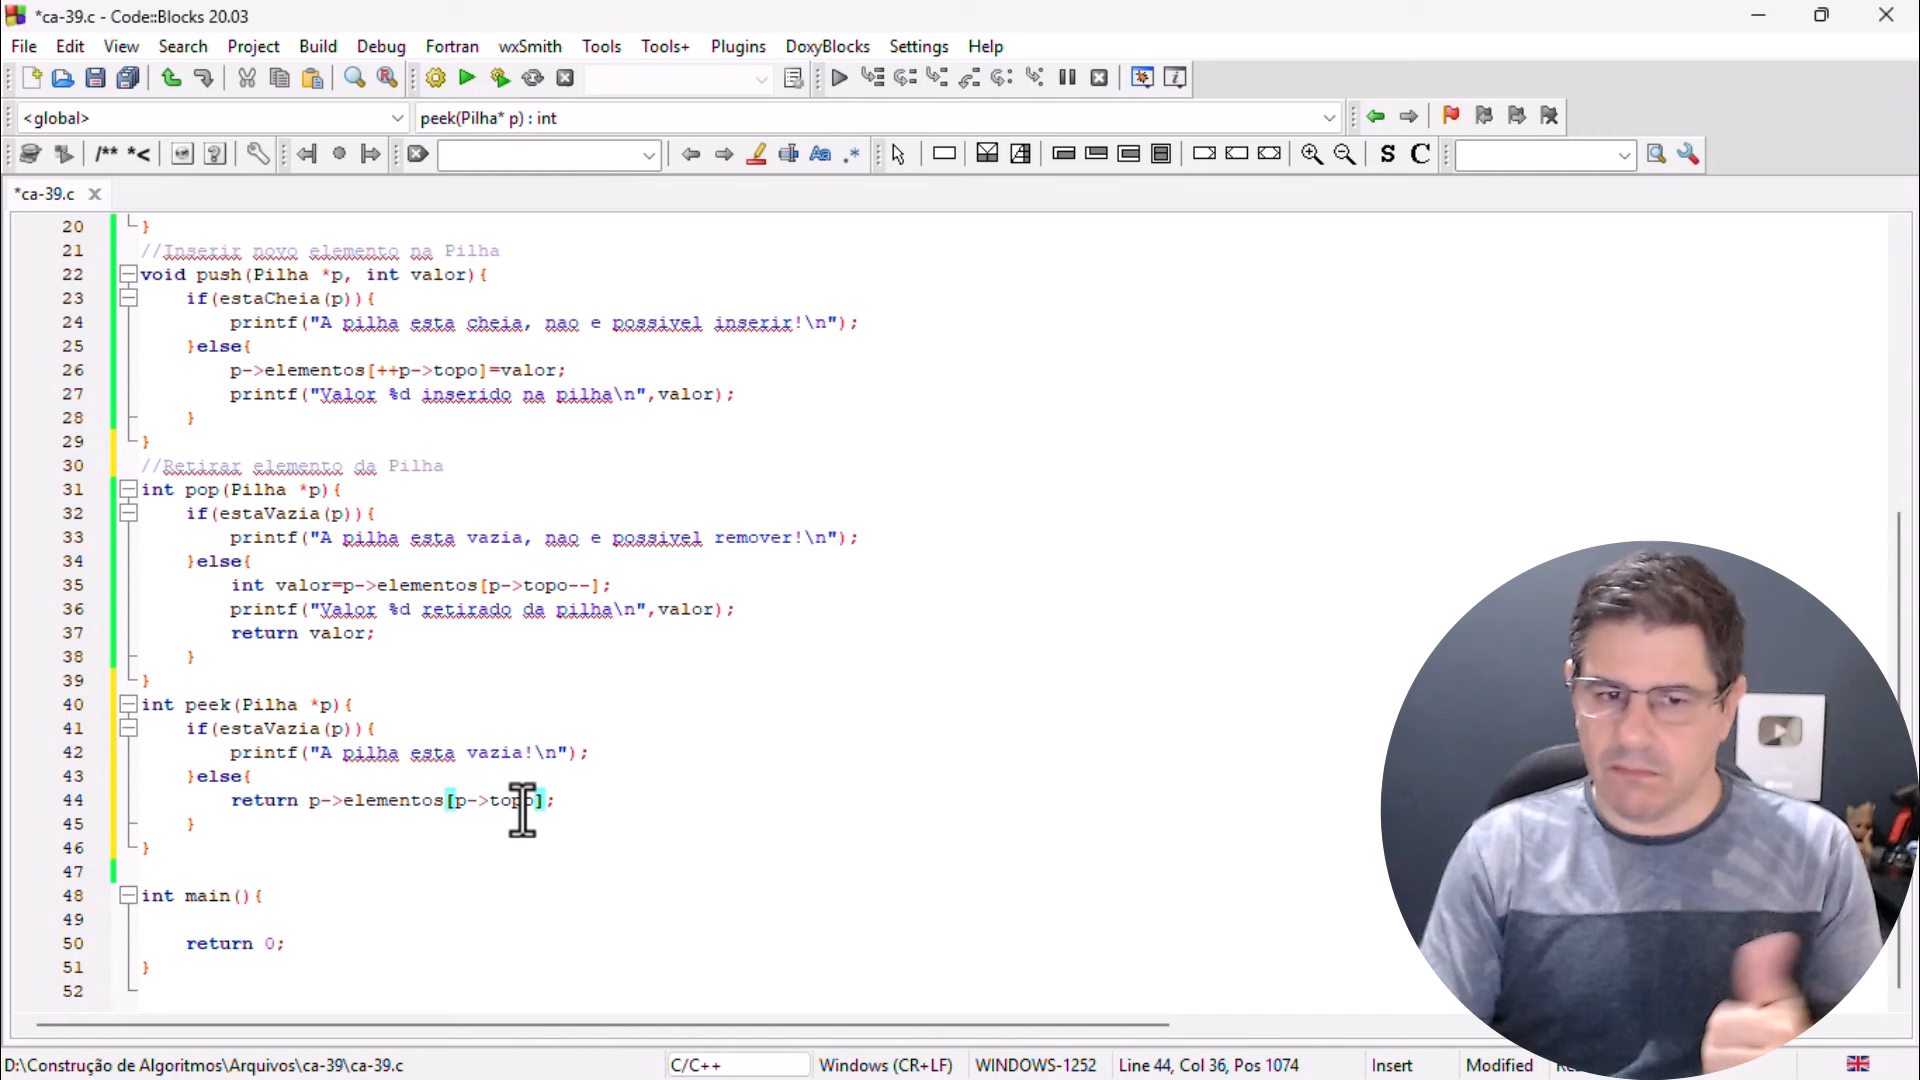 *ca-39.c - Code::Blocks 20.03
File Edit View Search Project Build Debug Fortran wxSmith Tools Tools+ Plugins DoxyBlocks Settings Help
<global> peek(Pilha* p) : int
/** *< Aa .* S C
*ca-39.c
20 }
21 //Inserir novo elemento na Pilha
22 void push(Pilha *p, int valor){
23 if(estaCheia(p)){
24 printf("A pilha esta cheia, nao e possivel inserir!\n");
25 }else{
26 p->elementos[++p->topo]=valor;
27 printf("Valor %d inserido na pilha\n",valor);
28 }
29 }
30 //Retirar elemento da Pilha
31 int pop(Pilha *p){
32 if(estaVazia(p)){
33 printf("A pilha esta vazia, nao e possivel remover!\n");
34 }else{
35 int valor=p->elementos[p->topo--];
36 printf("Valor %d retirado da pilha\n",valor);
37 return valor;
38 }
39 }
40 int peek(Pilha *p){
41 if(estaVazia(p)){
42 printf("A pilha esta vazia!\n");
43 }else{
44 return p->elementos[p->topo];
45 }
46 }
47
48 int main(){
49
50 return 0;
51 }
52
D:\Construção de Algoritmos\Arquivos\ca-39\ca-39.c C/C++ Windows (CR+LF) WINDOWS-1252 Line 44, Col 36, Pos 1074 Insert Modified